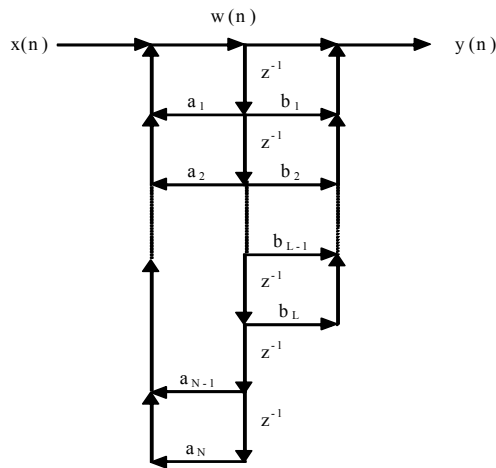 w(n)
x(n) y(n)
z⁻¹
a₁ b₁
z⁻¹
a₂ b₂
b_{L-1}
z⁻¹
b_L
z⁻¹
a_{N-1}
z⁻¹
a_N